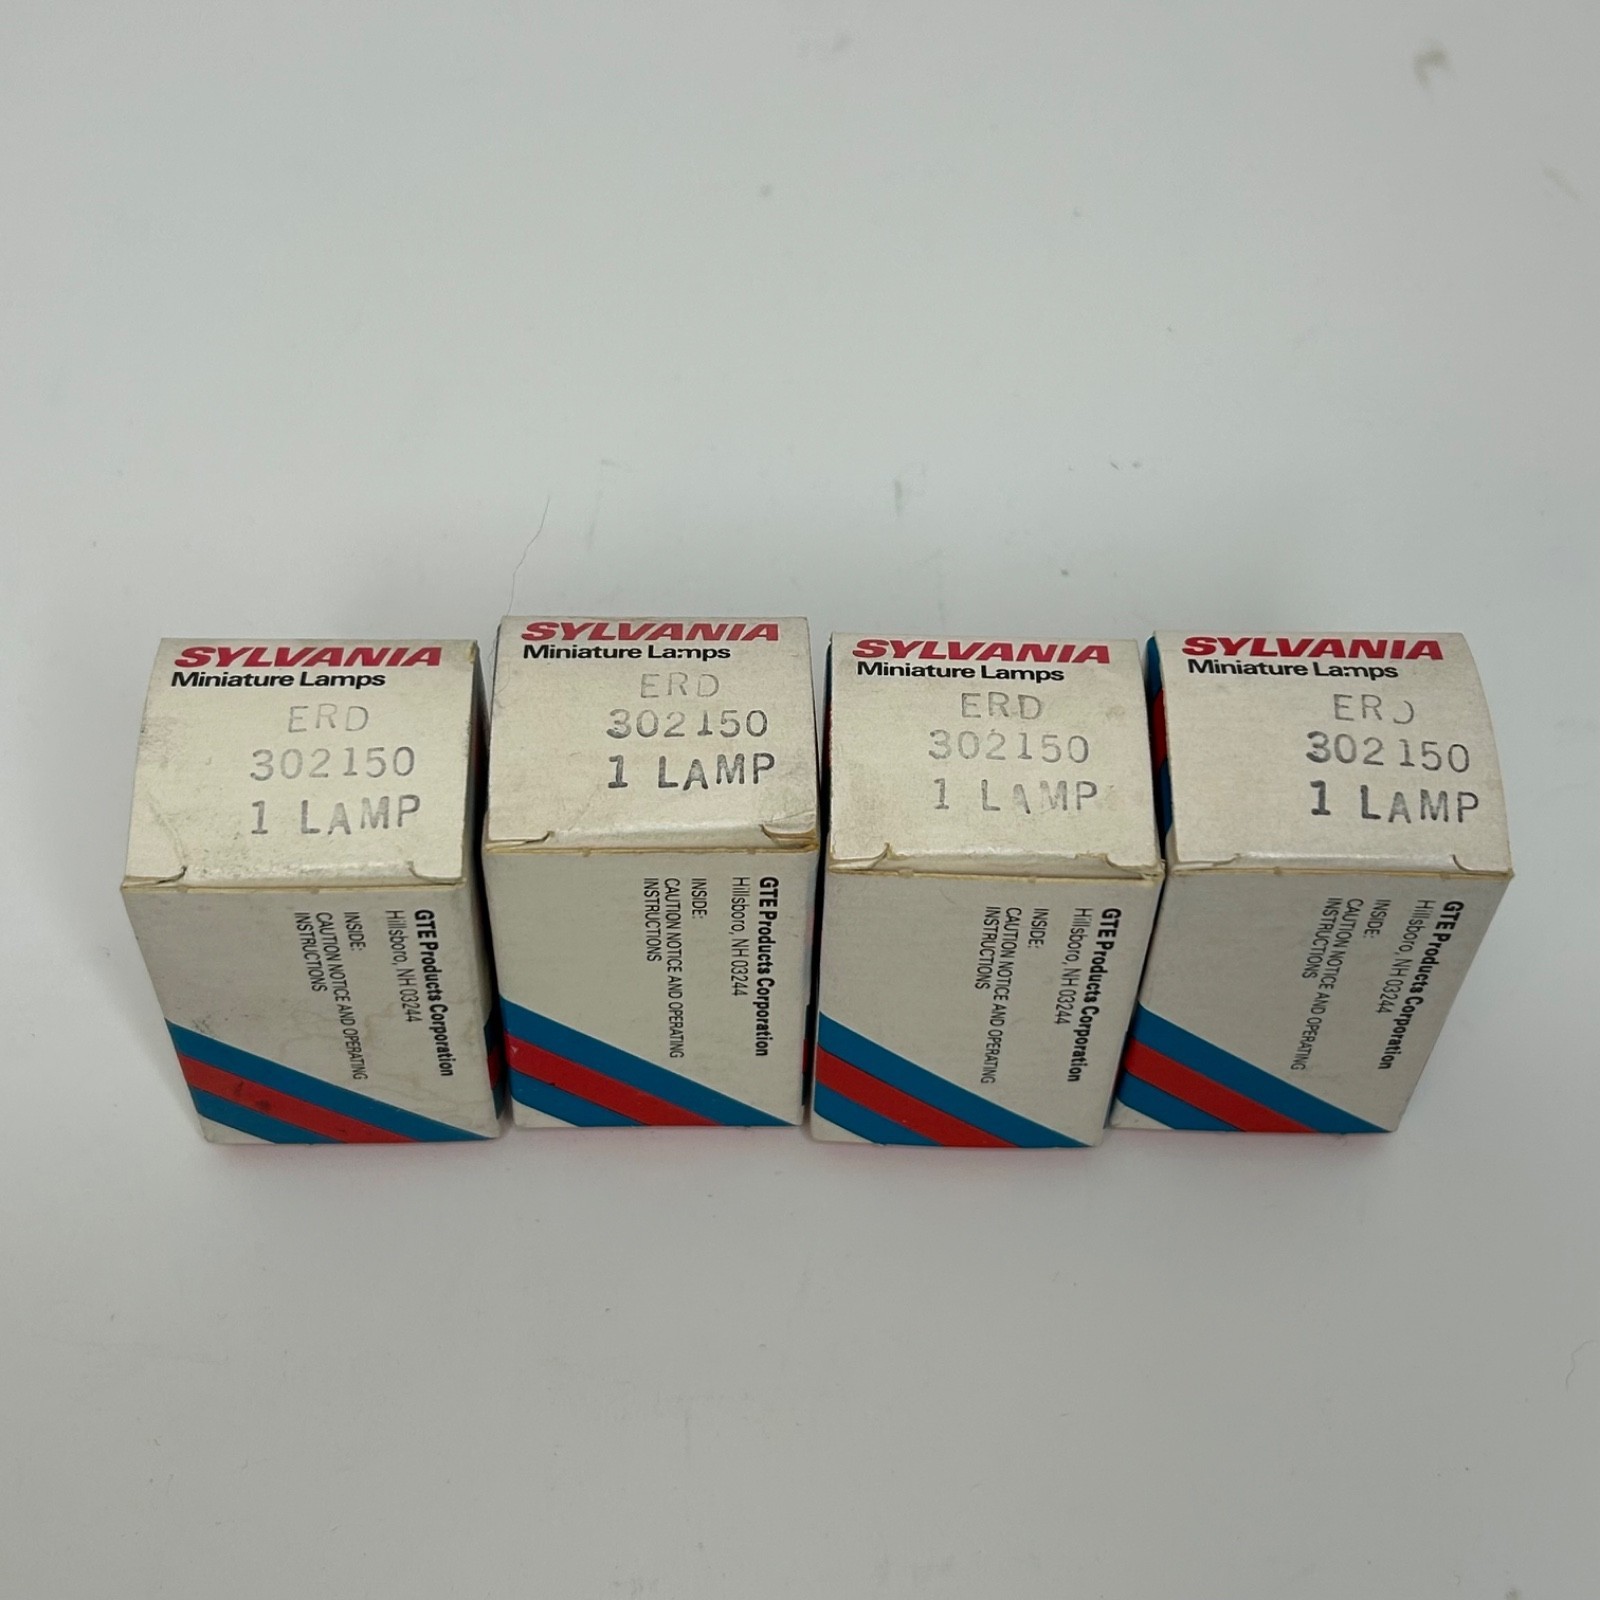 SYLVANIA
Miniature Lamps
ERD
302150
1 LAMP
GTE Products Corporation
Hillsboro, NH 03244
INSIDE:
CAUTION NOTICE AND OPERATING
INSTRUCTIONS
SYLVANIA
Miniature Lamps
ERD
302150
1 LAMP
GTE Products Corporation
Hillsboro, NH 03244
INSIDE:
CAUTION NOTICE AND OPERATING
INSTRUCTIONS
SYLVANIA
Miniature Lamps
ERD
302150
1 LAMP
GTE Products Corporation
Hillsboro, NH 03244
INSIDE:
CAUTION NOTICE AND OPERATING
INSTRUCTIONS
SYLVANIA
Miniature Lamps
ERD
302150
1 LAMP
GTE Products Corporation
Hillsboro, NH 03244
INSIDE:
CAUTION NOTICE AND OPERATING
INSTRUCTIONS